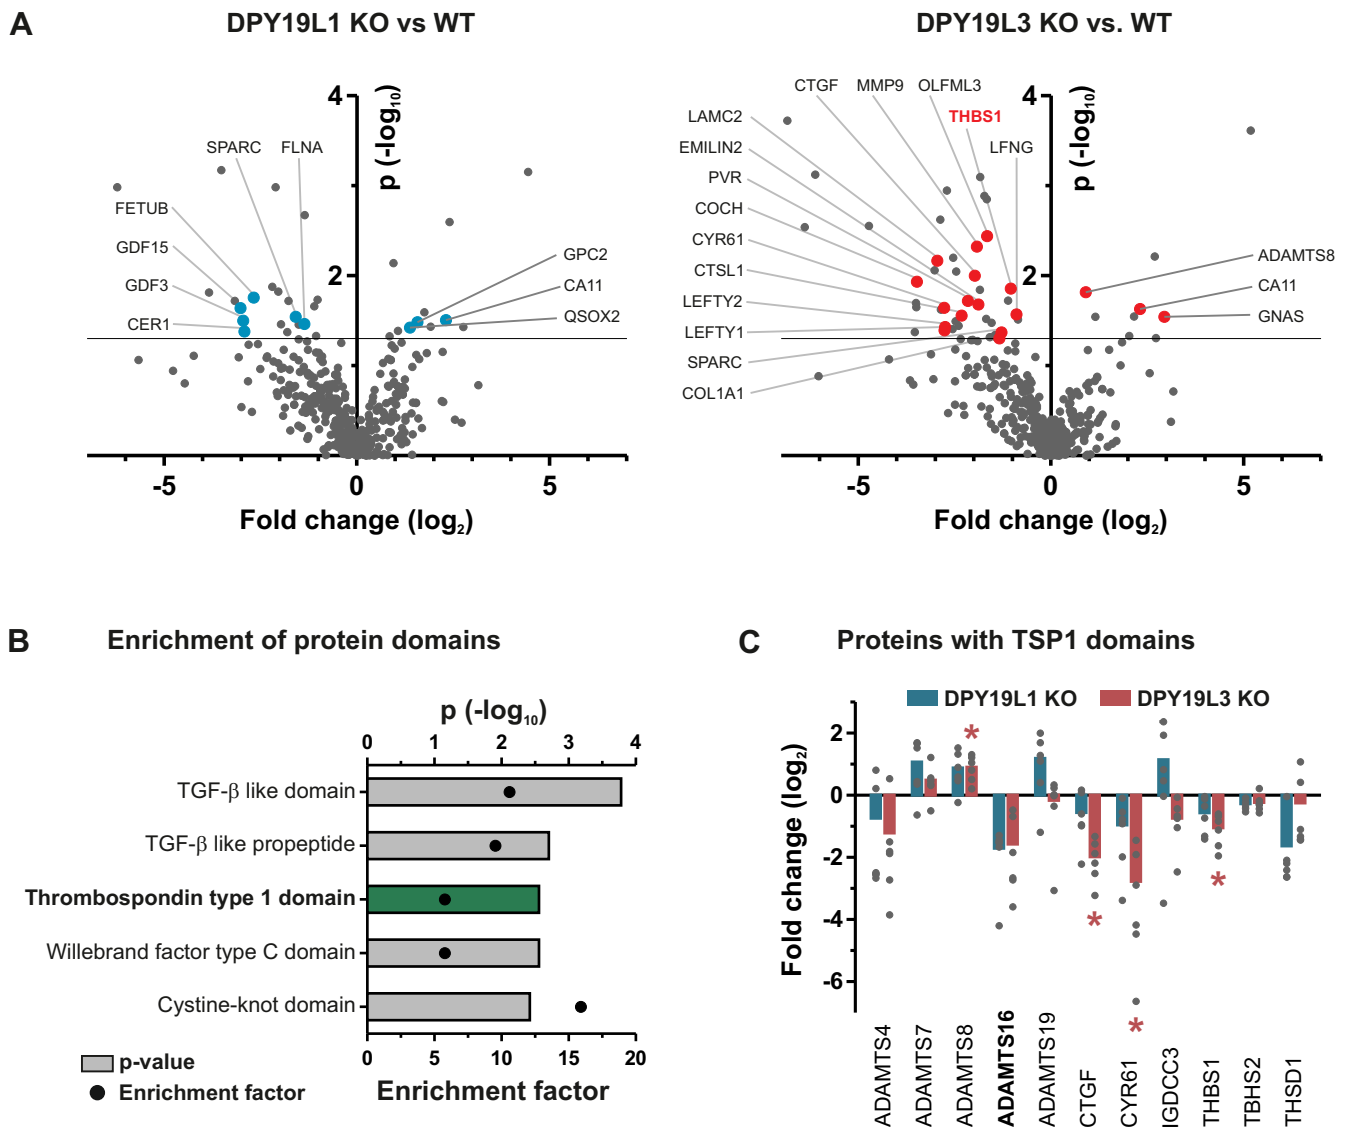 A
DPY19L1 KO vs WT
DPY19L3 KO vs. WT
4
p (-log₁₀)
2
SPARC
FLNA
FETUB
GDF15
GDF3
CER1
GPC2
CA11
QSOX2
-5
0
5
Fold change (log₂)
4
p (-log₁₀)
2
CTGF
MMP9
OLFML3
THBS1
LFNG
LAMC2
EMILIN2
PVR
COCH
CYR61
CTSL1
LEFTY2
LEFTY1
SPARC
COL1A1
ADAMTS8
CA11
GNAS
-5
0
5
Fold change (log₂)
B
Enrichment of protein domains
p (-log₁₀)
0 1 2 3 4
TGF-β like domain
TGF-β like propeptide
Thrombospondin type 1 domain
Willebrand factor type C domain
Cystine-knot domain
0 5 10 15 20
Enrichment factor
p-value
Enrichment factor
C
Proteins with TSP1 domains
DPY19L1 KO
DPY19L3 KO
Fold change (log₂)
2
0
-2
-4
-6
*
*
*
*
ADAMTS4
ADAMTS7
ADAMTS8
ADAMTS16
ADAMTS19
CTGF
CYR61
IGDCC3
THBS1
TBHS2
THSD1